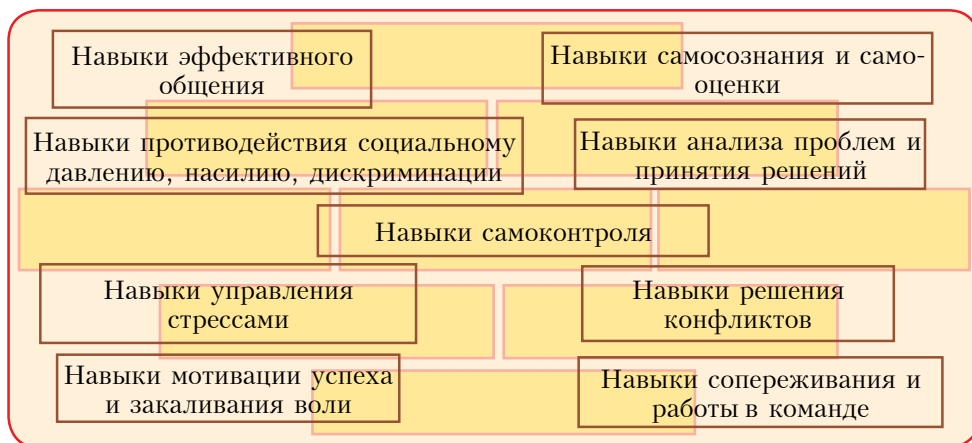 Навыки эффективного
общения
Навыки самосознания и само-
оценки
Навыки противодействия социальному
давлению, насилию, дискриминации
Навыки анализа проблем и
принятия решений
Навыки самоконтроля
Навыки управления
стрессами
Навыки решения
конфликтов
Навыки мотивации успеха
и закаливания воли
Навыки сопереживания и
работы в команде